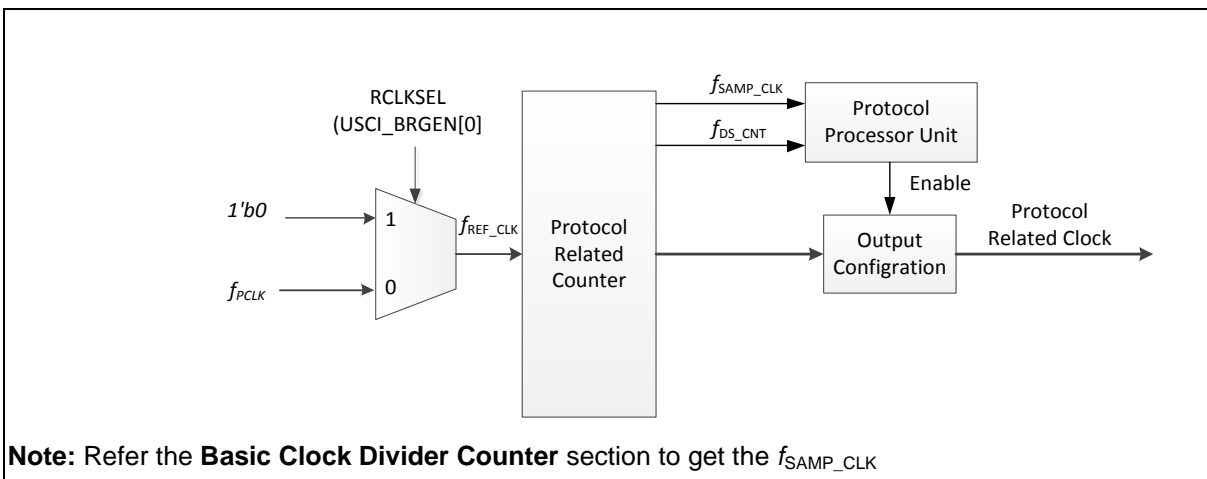 RCLKSEL
(USCI_BRGEN[0]
1'b0
1
fREF_CLK
fPCLK
0
Protocol
Related
Counter
fSAMP_CLK
fDS_CNT
Protocol
Processor Unit
Enable
Output
Configration
Protocol
Related Clock
Note: Refer the Basic Clock Divider Counter section to get the fSAMP_CLK